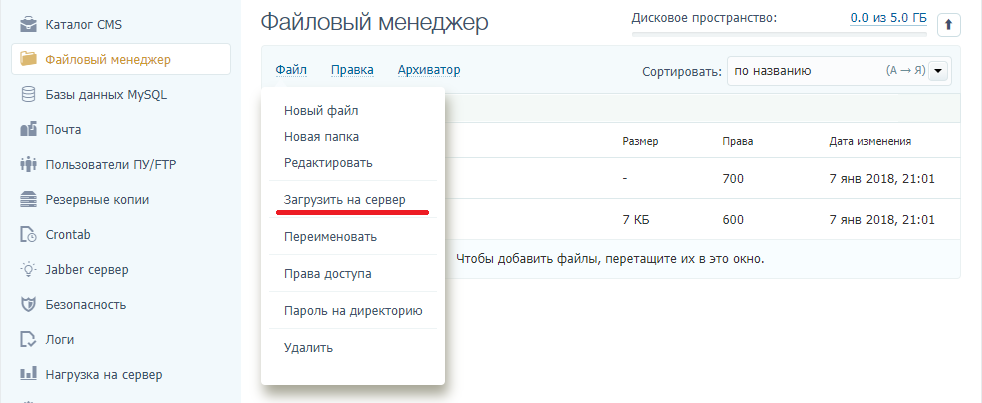 Каталог CMS
Файловый менеджер
Базы данных MySQL
Почта
Пользователи ПУ/FTP
Резервные копии
Crontab
Jabber сервер
Безопасность
Логи
Нагрузка на сервер
Файловый менеджер
Дисковое пространство: 0.0 из 5.0 ГБ
Файл Правка Архиватор
Сортировать: по названию (А → Я)
Новый файл
Новая папка
Редактировать
Загрузить на сервер
Переименовать
Права доступа
Пароль на директорию
Удалить
Размер Права Дата изменения
- 700 7 янв 2018, 21:01
7 КБ 600 7 янв 2018, 21:01
Чтобы добавить файлы, перетащите их в это окно.